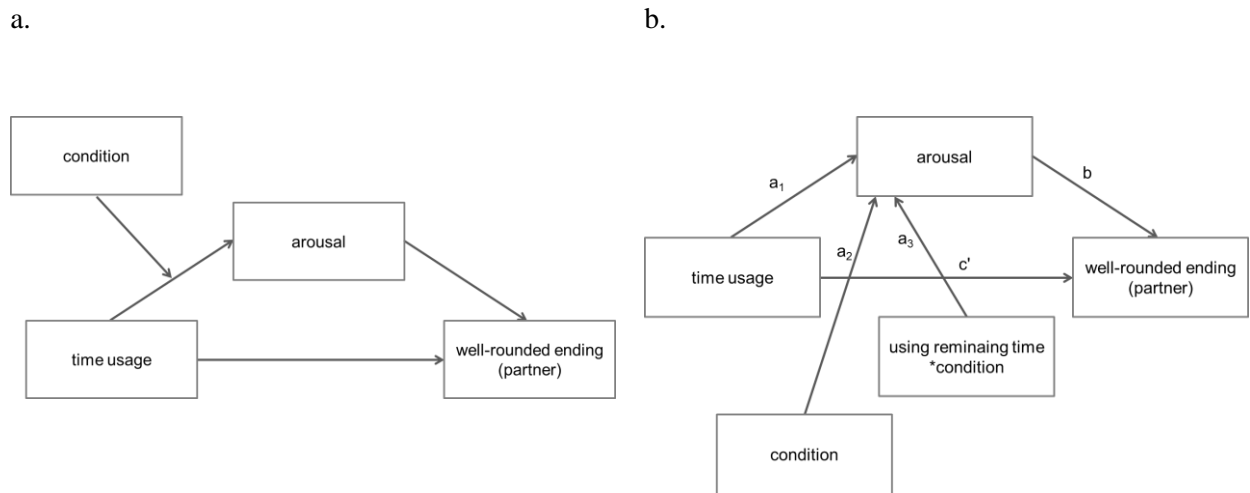 a.
condition
arousal
time usage
well-rounded ending
(partner)
b.
arousal
a1
b
a2
a3
time usage
c'
well-rounded ending
(partner)
using reminaing time
*condition
condition